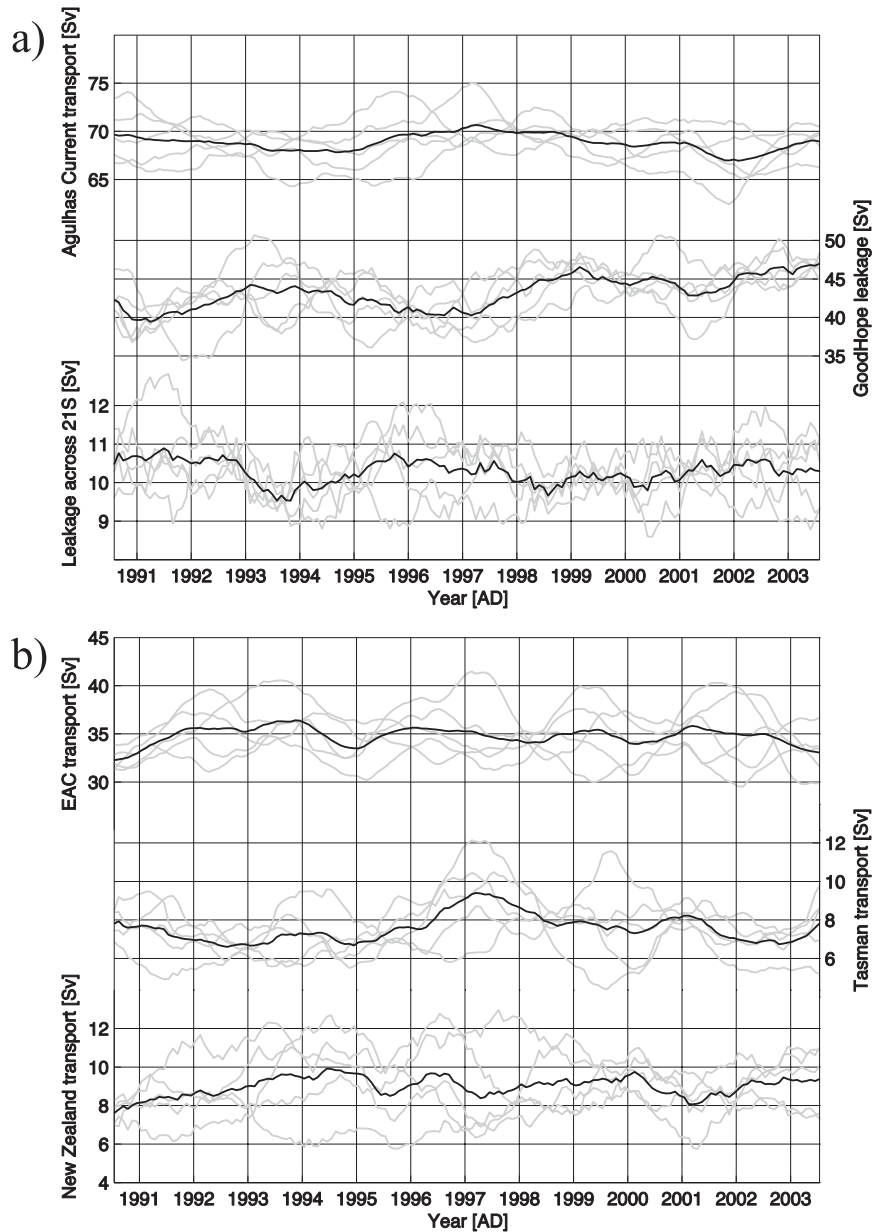 a)
Agulhas Current transport [Sv]
75
70
65
GoodHope leakage [Sv]
50
45
40
35
Leakage across 21S [Sv]
12
11
10
9
1991 1992 1993 1994 1995 1996 1997 1998 1999 2000 2001 2002 2003
Year [AD]
b)
EAC transport [Sv]
45
40
35
30
Tasman transport [Sv]
12
10
8
6
New Zealand transport [Sv]
12
10
8
6
4
1991 1992 1993 1994 1995 1996 1997 1998 1999 2000 2001 2002 2003
Year [AD]